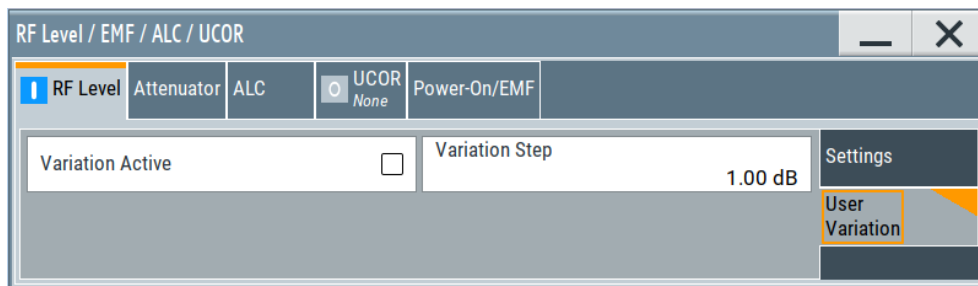 RF Level / EMF / ALC / UCOR
RF Level
Attenuator
ALC
UCOR
None
Power-On/EMF
Variation Active
Variation Step
1.00 dB
Settings
User
Variation